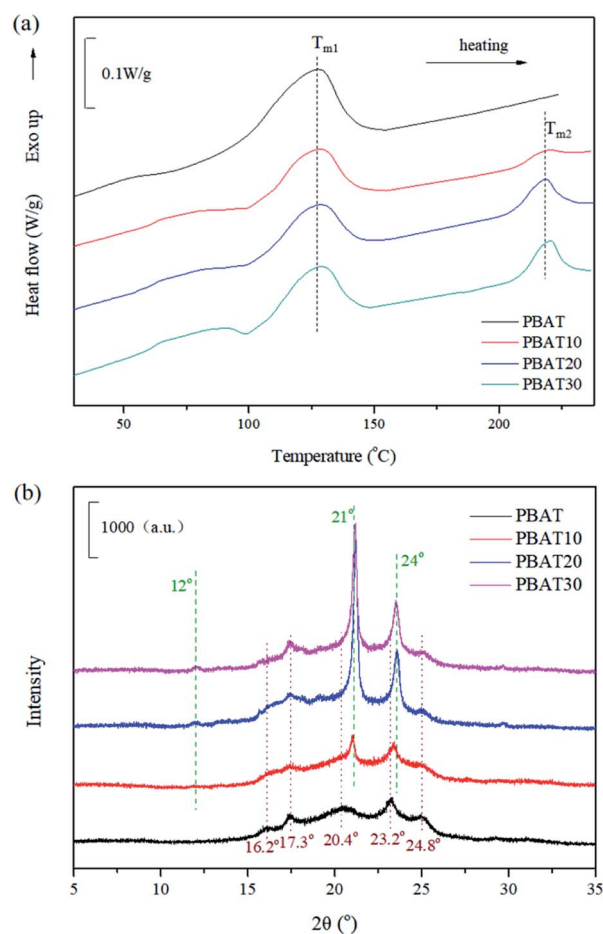 (a)
Exo up
Heat flow (W/g)
0.1W/g
Tm1
heating
Tm2
PBAT
PBAT10
PBAT20
PBAT30
50 100 150 200
Temperature (°C)
(b)
Intensity
1000 (a.u.)
12°
21°
24°
PBAT
PBAT10
PBAT20
PBAT30
16.2° 17.3° 20.4° 23.2° 24.8°
5 10 15 20 25 30 35
2θ (°)